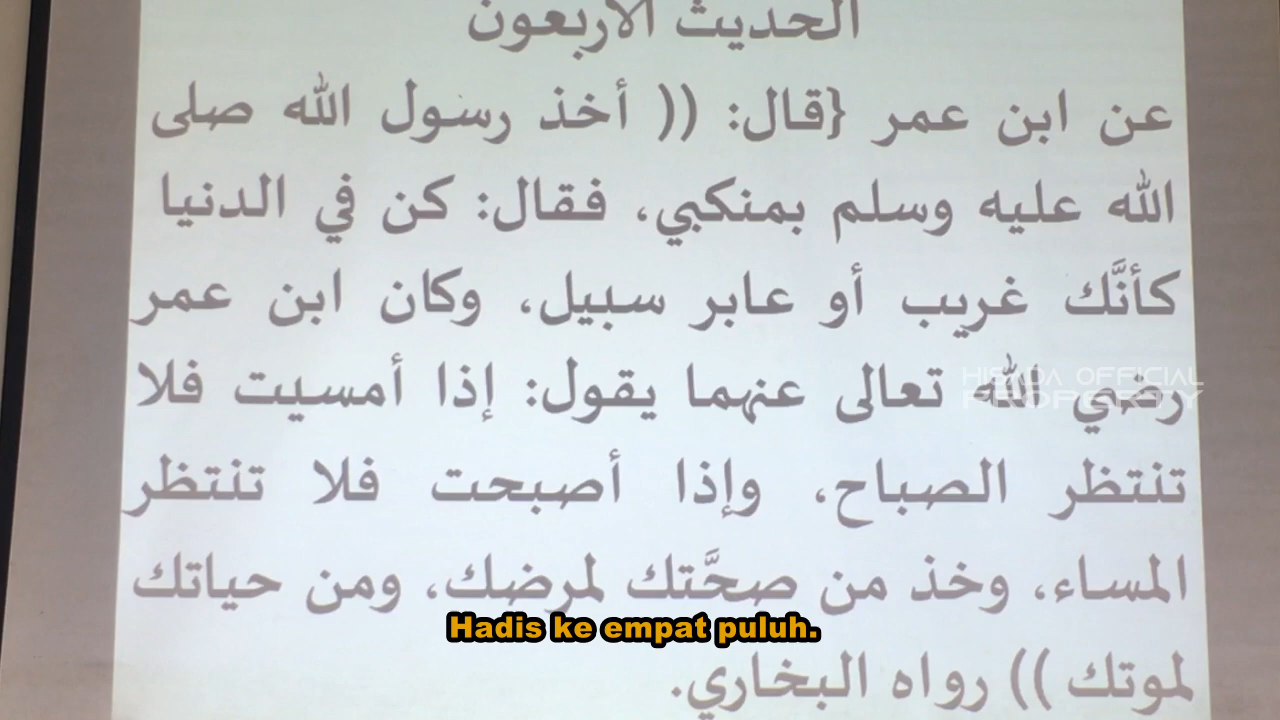 الحديث الأربعون
عن ابن عمر {قال: (( أخذ رسول الله صلى
الله عليه وسلم بمنكبي، فقال: كن في الدنيا
كأنَّك غريب أو عابر سبيل، وكان ابن عمر
رضي الله تعالى عنهما يقول: إذا أمسيت فلا
HISADA OFFICIAL
PROPERTY
تنتظر الصباح، وإذا أصبحت فلا تنتظر
المساء، وخذ من صحَّتك لمرضك، ومن حياتك
Hadis ke empat puluh.
لموتك )) رواه البخاري.